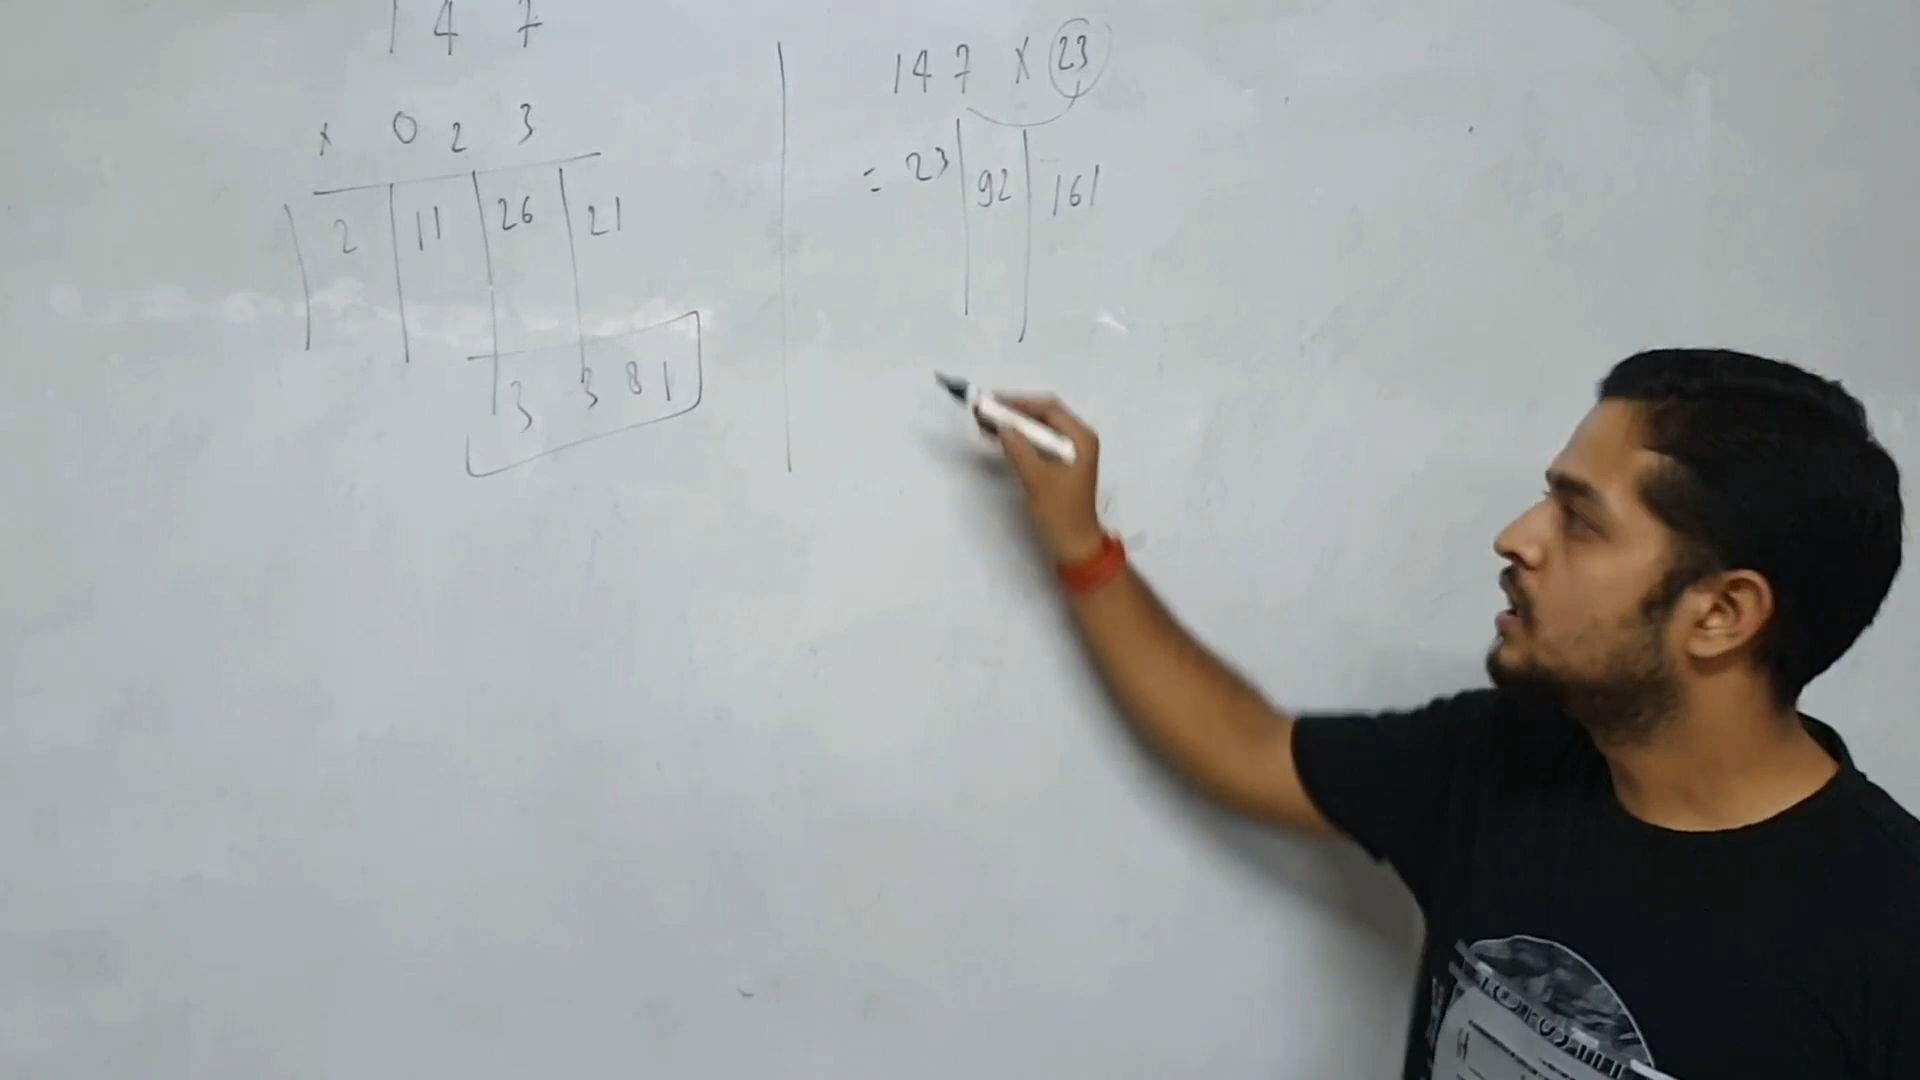 1 4 7
x 0 2 3
2 | 11 | 26 | 21
3 3 8 1
147 x 23
= 23 | 92 | 161
H